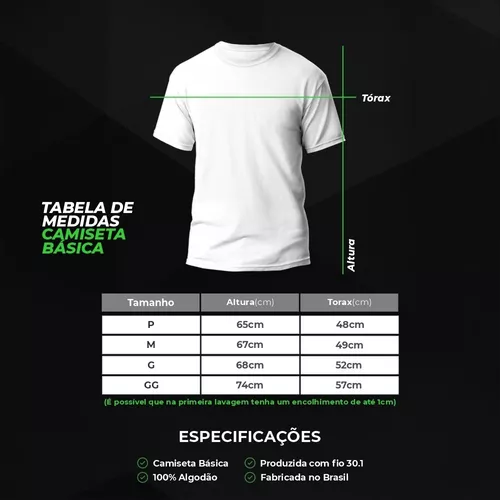 Tórax
Altura
TABELA DE
MEDIDAS
CAMISETA
BÁSICA
Tamanho Altura(cm) Torax(cm)
P 65cm 48cm
M 67cm 49cm
G 68cm 52cm
GG 74cm 57cm
(É possível que na primeira lavagem tenha um encolhimento de até 1cm)
ESPECIFICAÇÕES
Camiseta Básica Produzida com fio 30.1
100% Algodão Fabricada no Brasil